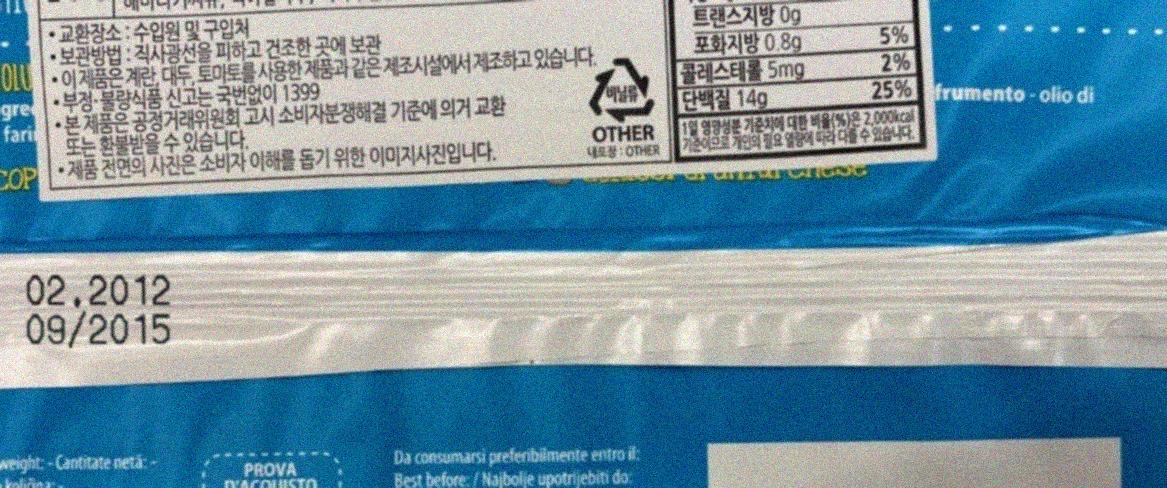 • 교환장소 : 수입원 및 구입처
• 보관방법 : 직사광선을 피하고 건조한 곳에 보관
• 이 제품은 계란, 대두, 토마토를 사용한 제품과 같은 제조시설에서 제조하고 있습니다.
• 부정·불량식품 신고는 국번없이 1399
• 본 제품은 공정거래위원회 고시 소비자분쟁해결 기준에 의거 교환
또는 환불받을 수 있습니다.
• 제품 전면의 사진은 소비자 이해를 돕기 위한 이미지사진입니다.
비닐류
OTHER
내포장 : OTHER
트랜스지방 0g
포화지방 0.8g 5%
콜레스테롤 5mg 2%
단백질 14g 25%
1일 영양성분 기준치에 대한 비율(%)은 2,000kcal
기준이므로 개인의 필요 열량에 따라 다를 수 있습니다.
frumento - olio di
02.2012
09/2015
weight: - Cantitate netă: -
PROVA
D'ACQUISTO
Da consumarsi preferibilmente entro il:
Best before: / Najbolje upotrijebiti do: